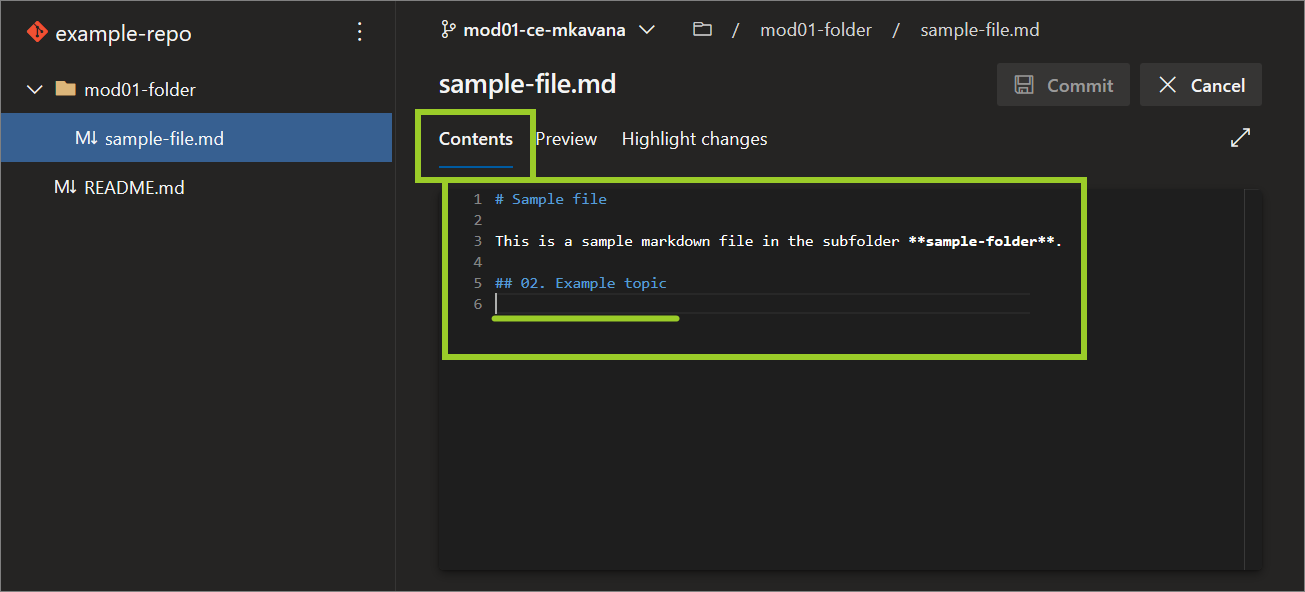 example-repo
mod01-folder
M↓ sample-file.md
M↓ README.md
mod01-ce-mkavana / mod01-folder / sample-file.md
sample-file.md
Commit
Cancel
Contents Preview Highlight changes
1 # Sample file
2
3 This is a sample markdown file in the subfolder **sample-folder**.
4
5 ## 02. Example topic
6